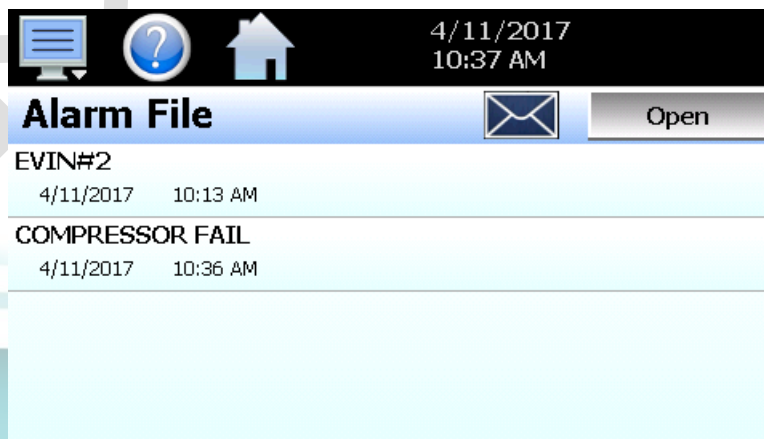 4/11/2017
10:37 AM
Alarm File
Open
EVIN#2
4/11/2017 10:13 AM
COMPRESSOR FAIL
4/11/2017 10:36 AM